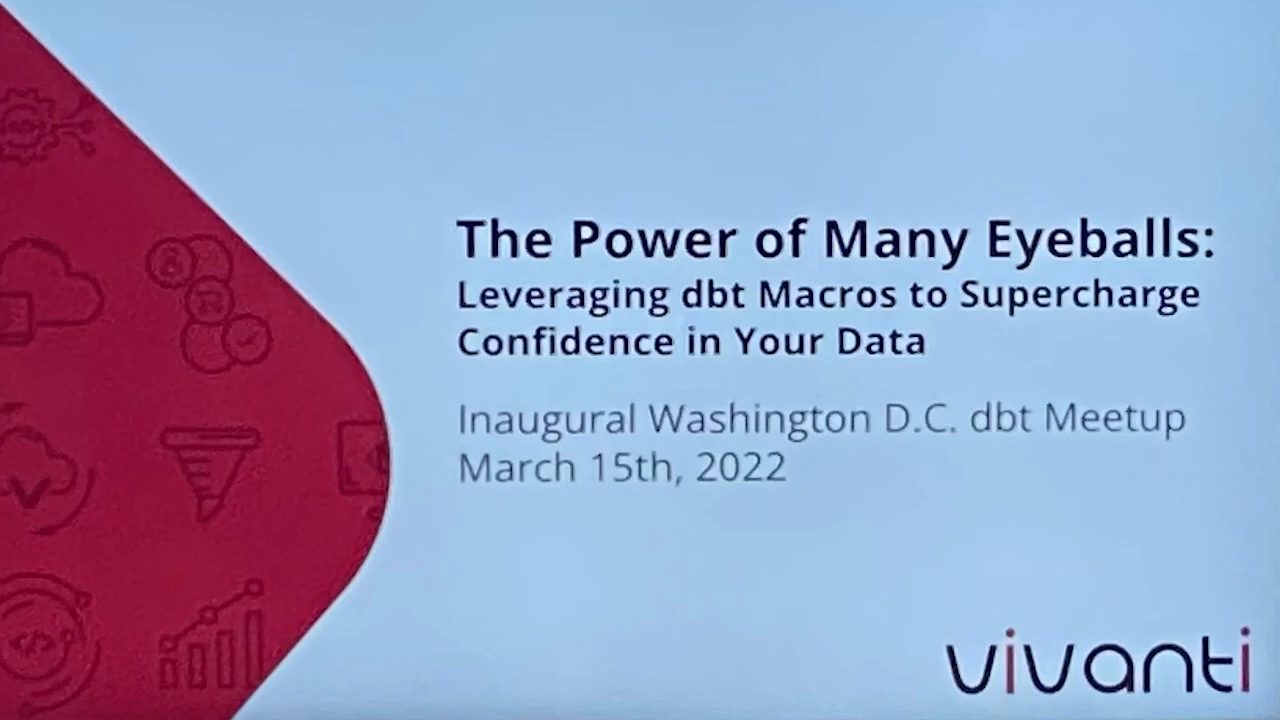 The Power of Many Eyeballs:
Leveraging dbt Macros to Supercharge
Confidence in Your Data
Inaugural Washington D.C. dbt Meetup
March 15th, 2022
vivanti